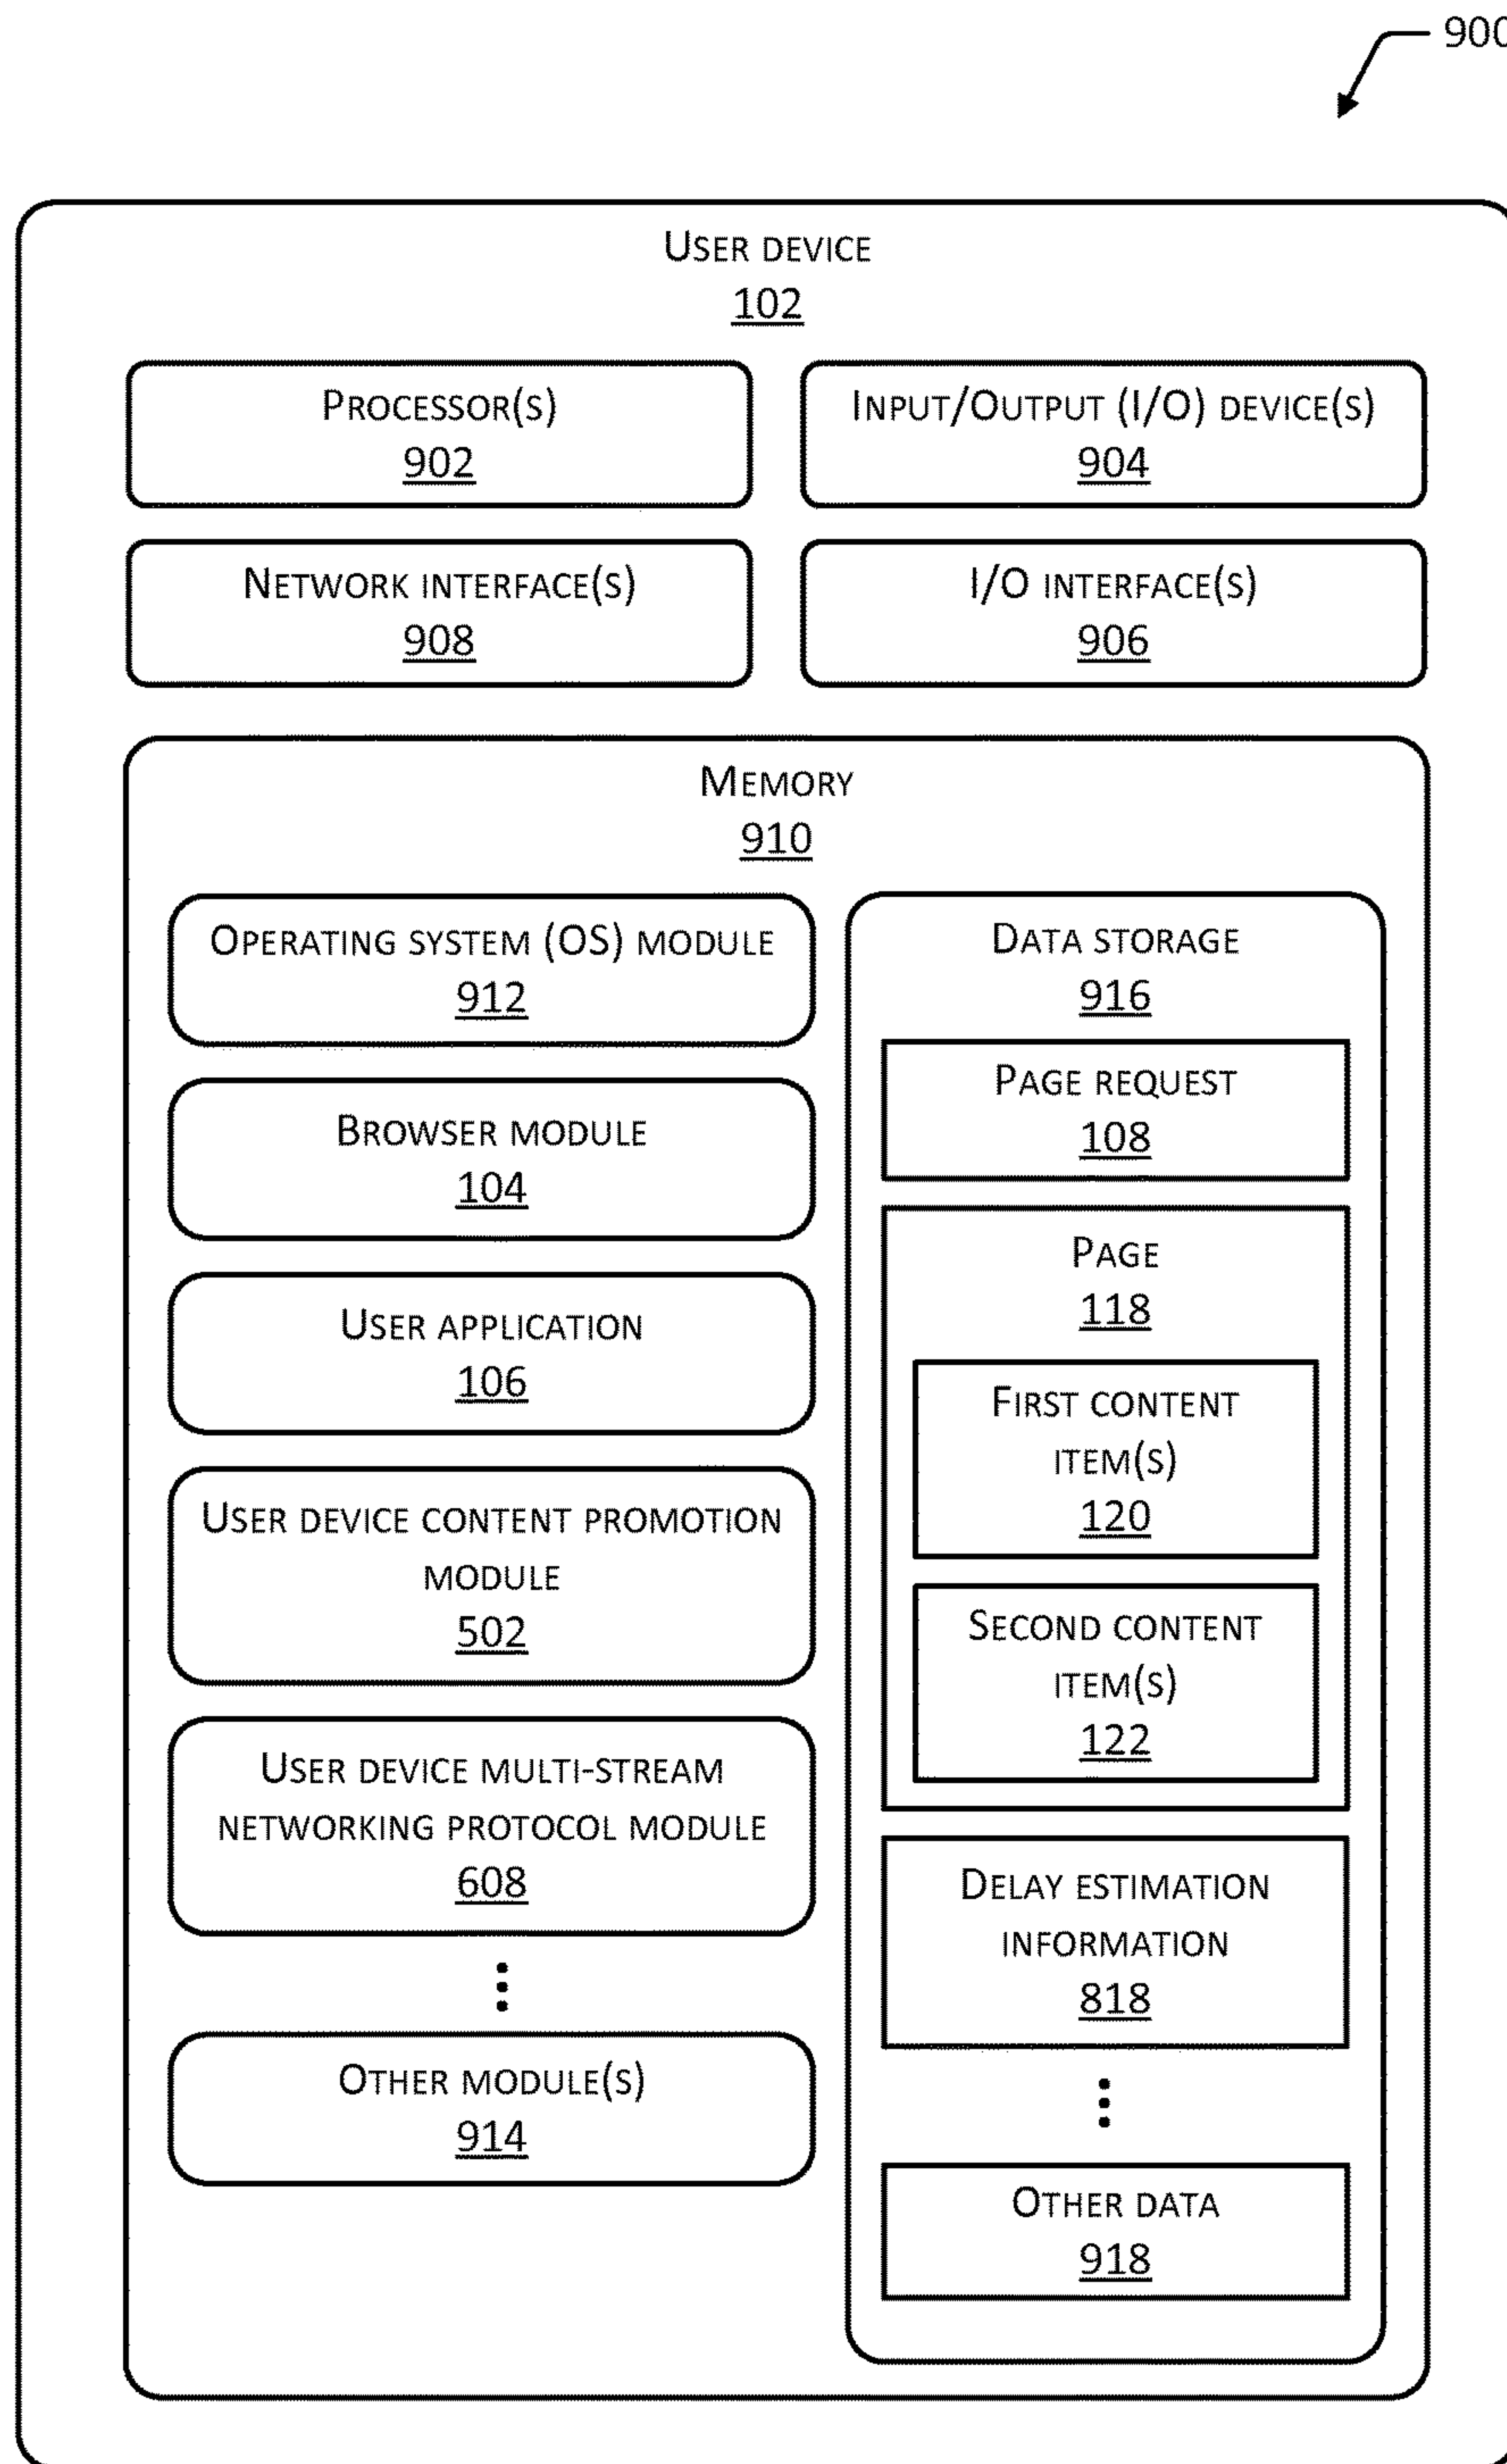 900
USER DEVICE
102
PROCESSOR(S)
902
INPUT/OUTPUT (I/O) DEVICE(S)
904
NETWORK INTERFACE(S)
908
I/O INTERFACE(S)
906
MEMORY
910
OPERATING SYSTEM (OS) MODULE
912
BROWSER MODULE
104
USER APPLICATION
106
USER DEVICE CONTENT PROMOTION
MODULE
502
USER DEVICE MULTI-STREAM
NETWORKING PROTOCOL MODULE
608
OTHER MODULE(S)
914
DATA STORAGE
916
PAGE REQUEST
108
PAGE
118
FIRST CONTENT
ITEM(S)
120
SECOND CONTENT
ITEM(S)
122
DELAY ESTIMATION
INFORMATION
818
OTHER DATA
918